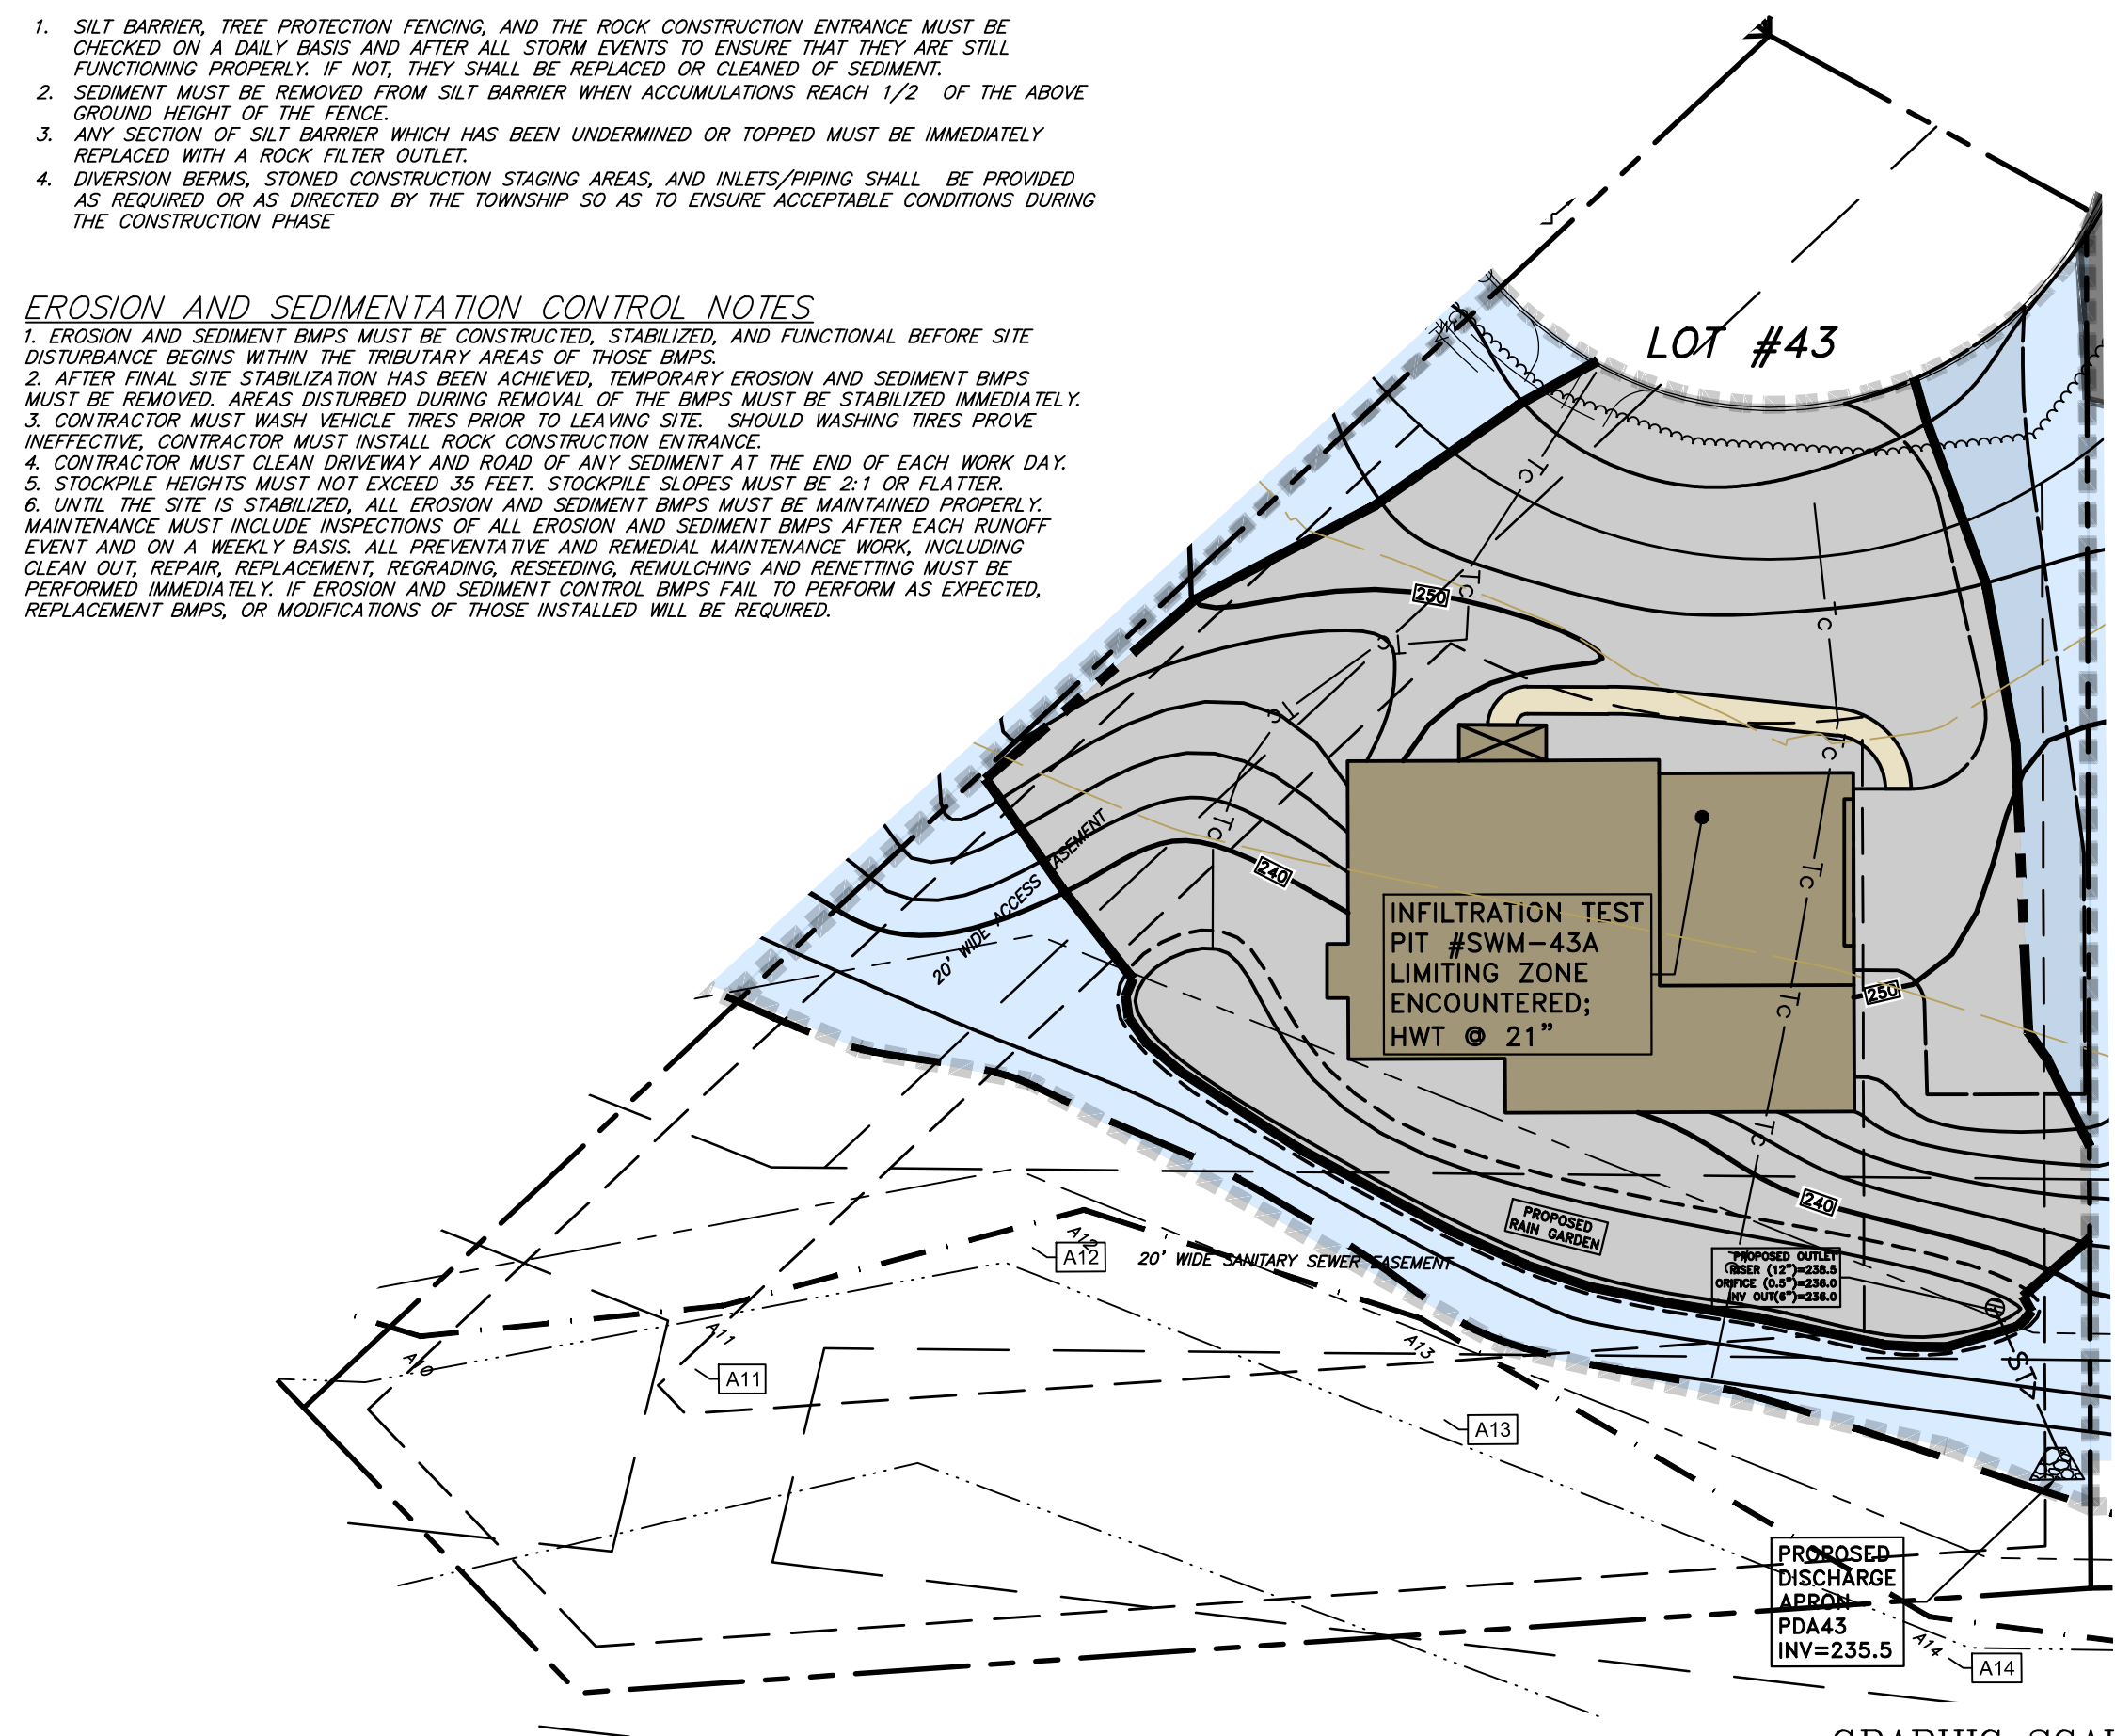 1. SILT BARRIER, TREE PROTECTION FENCING, AND THE ROCK CONSTRUCTION ENTRANCE MUST BE
CHECKED ON A DAILY BASIS AND AFTER ALL STORM EVENTS TO ENSURE THAT THEY ARE STILL
FUNCTIONING PROPERLY. IF NOT, THEY SHALL BE REPLACED OR CLEANED OF SEDIMENT.
2. SEDIMENT MUST BE REMOVED FROM SILT BARRIER WHEN ACCUMULATIONS REACH 1/2 OF THE ABOVE
GROUND HEIGHT OF THE FENCE.
3. ANY SECTION OF SILT BARRIER WHICH HAS BEEN UNDERMINED OR TOPPED MUST BE IMMEDIATELY
REPLACED WITH A ROCK FILTER OUTLET.
4. DIVERSION BERMS, STONED CONSTRUCTION STAGING AREAS, AND INLETS/PIPING SHALL BE PROVIDED
AS REQUIRED OR AS DIRECTED BY THE TOWNSHIP SO AS TO ENSURE ACCEPTABLE CONDITIONS DURING
THE CONSTRUCTION PHASE
EROSION AND SEDIMENTATION CONTROL NOTES
1. EROSION AND SEDIMENT BMPS MUST BE CONSTRUCTED, STABILIZED, AND FUNCTIONAL BEFORE SITE
DISTURBANCE BEGINS WITHIN THE TRIBUTARY AREAS OF THOSE BMPS.
2. AFTER FINAL SITE STABILIZATION HAS BEEN ACHIEVED, TEMPORARY EROSION AND SEDIMENT BMPS
MUST BE REMOVED. AREAS DISTURBED DURING REMOVAL OF THE BMPS MUST BE STABILIZED IMMEDIATELY.
3. CONTRACTOR MUST WASH VEHICLE TIRES PRIOR TO LEAVING SITE. SHOULD WASHING TIRES PROVE
INEFFECTIVE, CONTRACTOR MUST INSTALL ROCK CONSTRUCTION ENTRANCE.
4. CONTRACTOR MUST CLEAN DRIVEWAY AND ROAD OF ANY SEDIMENT AT THE END OF EACH WORK DAY.
5. STOCKPILE HEIGHTS MUST NOT EXCEED 35 FEET. STOCKPILE SLOPES MUST BE 2:1 OR FLATTER.
6. UNTIL THE SITE IS STABILIZED, ALL EROSION AND SEDIMENT BMPS MUST BE MAINTAINED PROPERLY.
MAINTENANCE MUST INCLUDE INSPECTIONS OF ALL EROSION AND SEDIMENT BMPS AFTER EACH RUNOFF
EVENT AND ON A WEEKLY BASIS. ALL PREVENTATIVE AND REMEDIAL MAINTENANCE WORK, INCLUDING
CLEAN OUT, REPAIR, REPLACEMENT, REGRADING, RESEEDING, REMULCHING AND RENETTING MUST BE
PERFORMED IMMEDIATELY. IF EROSION AND SEDIMENT CONTROL BMPS FAIL TO PERFORM AS EXPECTED,
REPLACEMENT BMPS, OR MODIFICATIONS OF THOSE INSTALLED WILL BE REQUIRED.
LOT #43
Tc
Tc
250
Tc
Tc
Tc
Tc
Tc
20' WIDE ACCESS EASEMENT
240
Tc
INFILTRATION TEST
PIT #SWM-43A
LIMITING ZONE
ENCOUNTERED;
HWT @ 21"
250
Tc
Tc
240
PROPOSED
RAIN GARDEN
PROPOSED OUTLET
RISER (12")=238.5
ORIFICE (0.5")=236.0
INV OUT(6")=236.0
A12
A12
20' WIDE SANITARY SEWER EASEMENT
A11
A13
A10
A11
ST
A13
PROPOSED
DISCHARGE
APRON
PDA43
INV=235.5
A14
A14